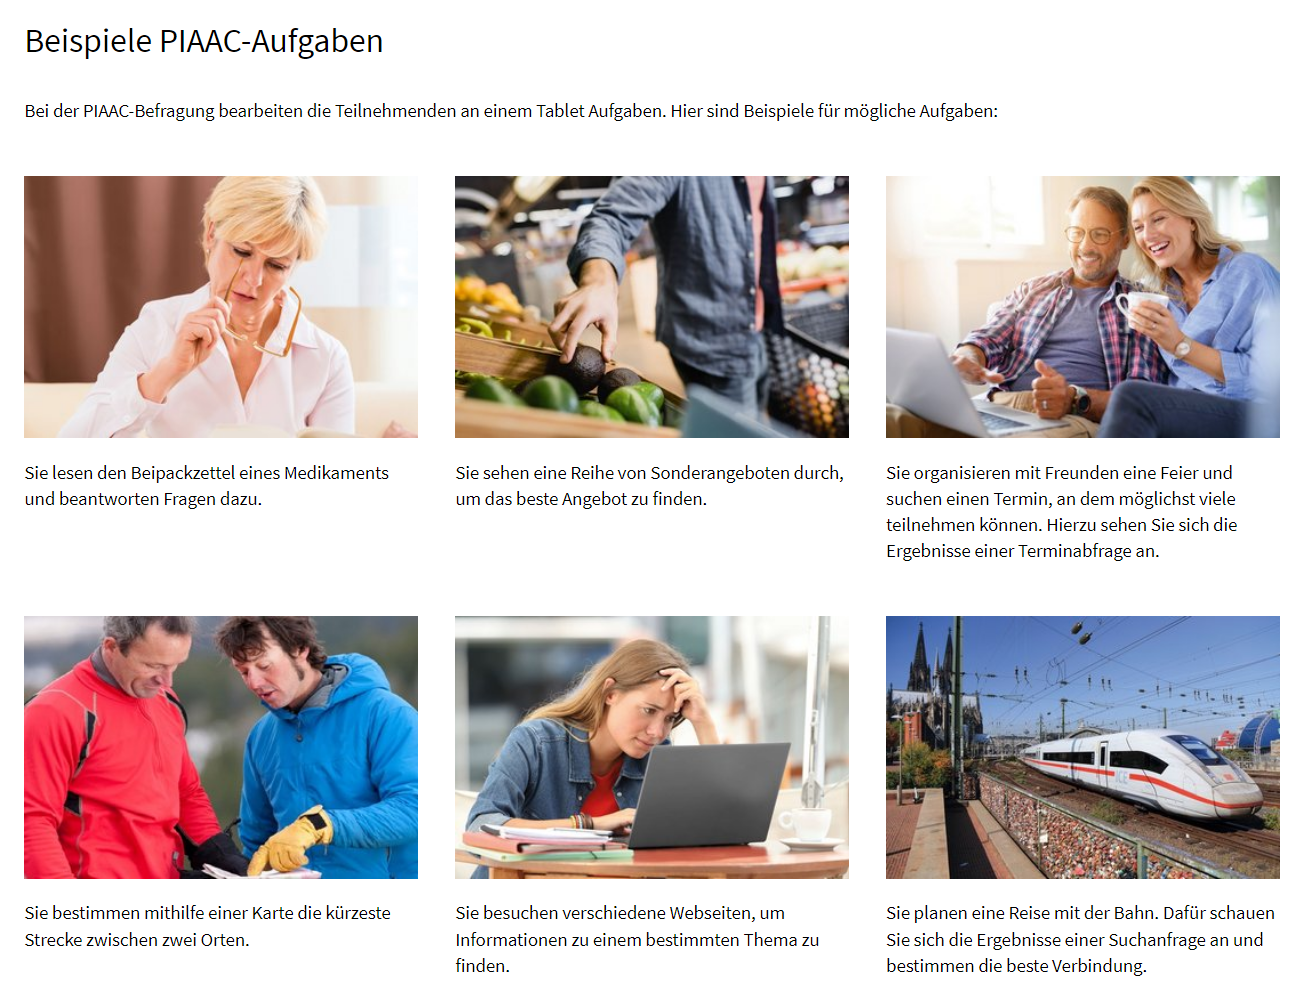 Beispiele PIAAC-Aufgaben
Bei der PIAAC-Befragung bearbeiten die Teilnehmenden an einem Tablet Aufgaben. Hier sind Beispiele für mögliche Aufgaben:
Sie lesen den Beipackzettel eines Medikaments
und beantworten Fragen dazu.
Sie sehen eine Reihe von Sonderangeboten durch,
um das beste Angebot zu finden.
Sie organisieren mit Freunden eine Feier und
suchen einen Termin, an dem möglichst viele
teilnehmen können. Hierzu sehen Sie sich die
Ergebnisse einer Terminabfrage an.
ICE
Sie bestimmen mithilfe einer Karte die kürzeste
Strecke zwischen zwei Orten.
Sie besuchen verschiedene Webseiten, um
Informationen zu einem bestimmten Thema zu
finden.
Sie planen eine Reise mit der Bahn. Dafür schauen
Sie sich die Ergebnisse einer Suchanfrage an und
bestimmen die beste Verbindung.